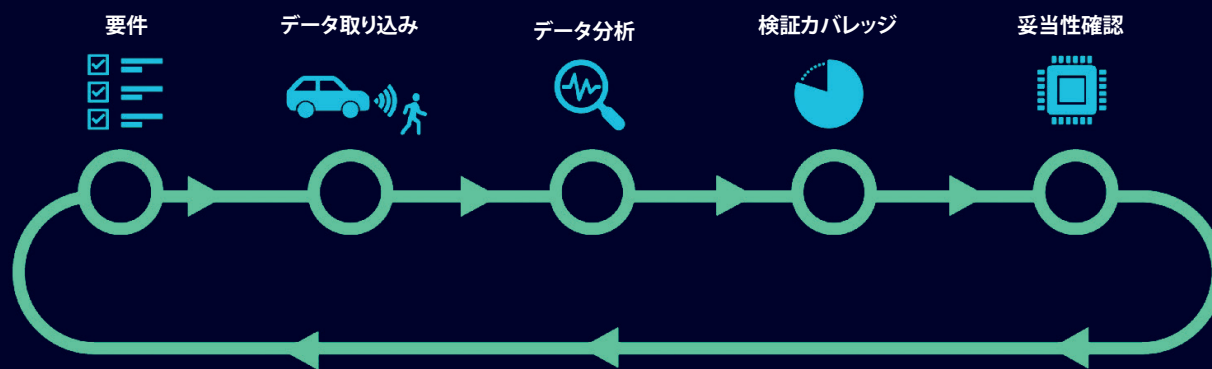 要件
データ取り込み
データ分析
検証カバレッジ
妥当性確認